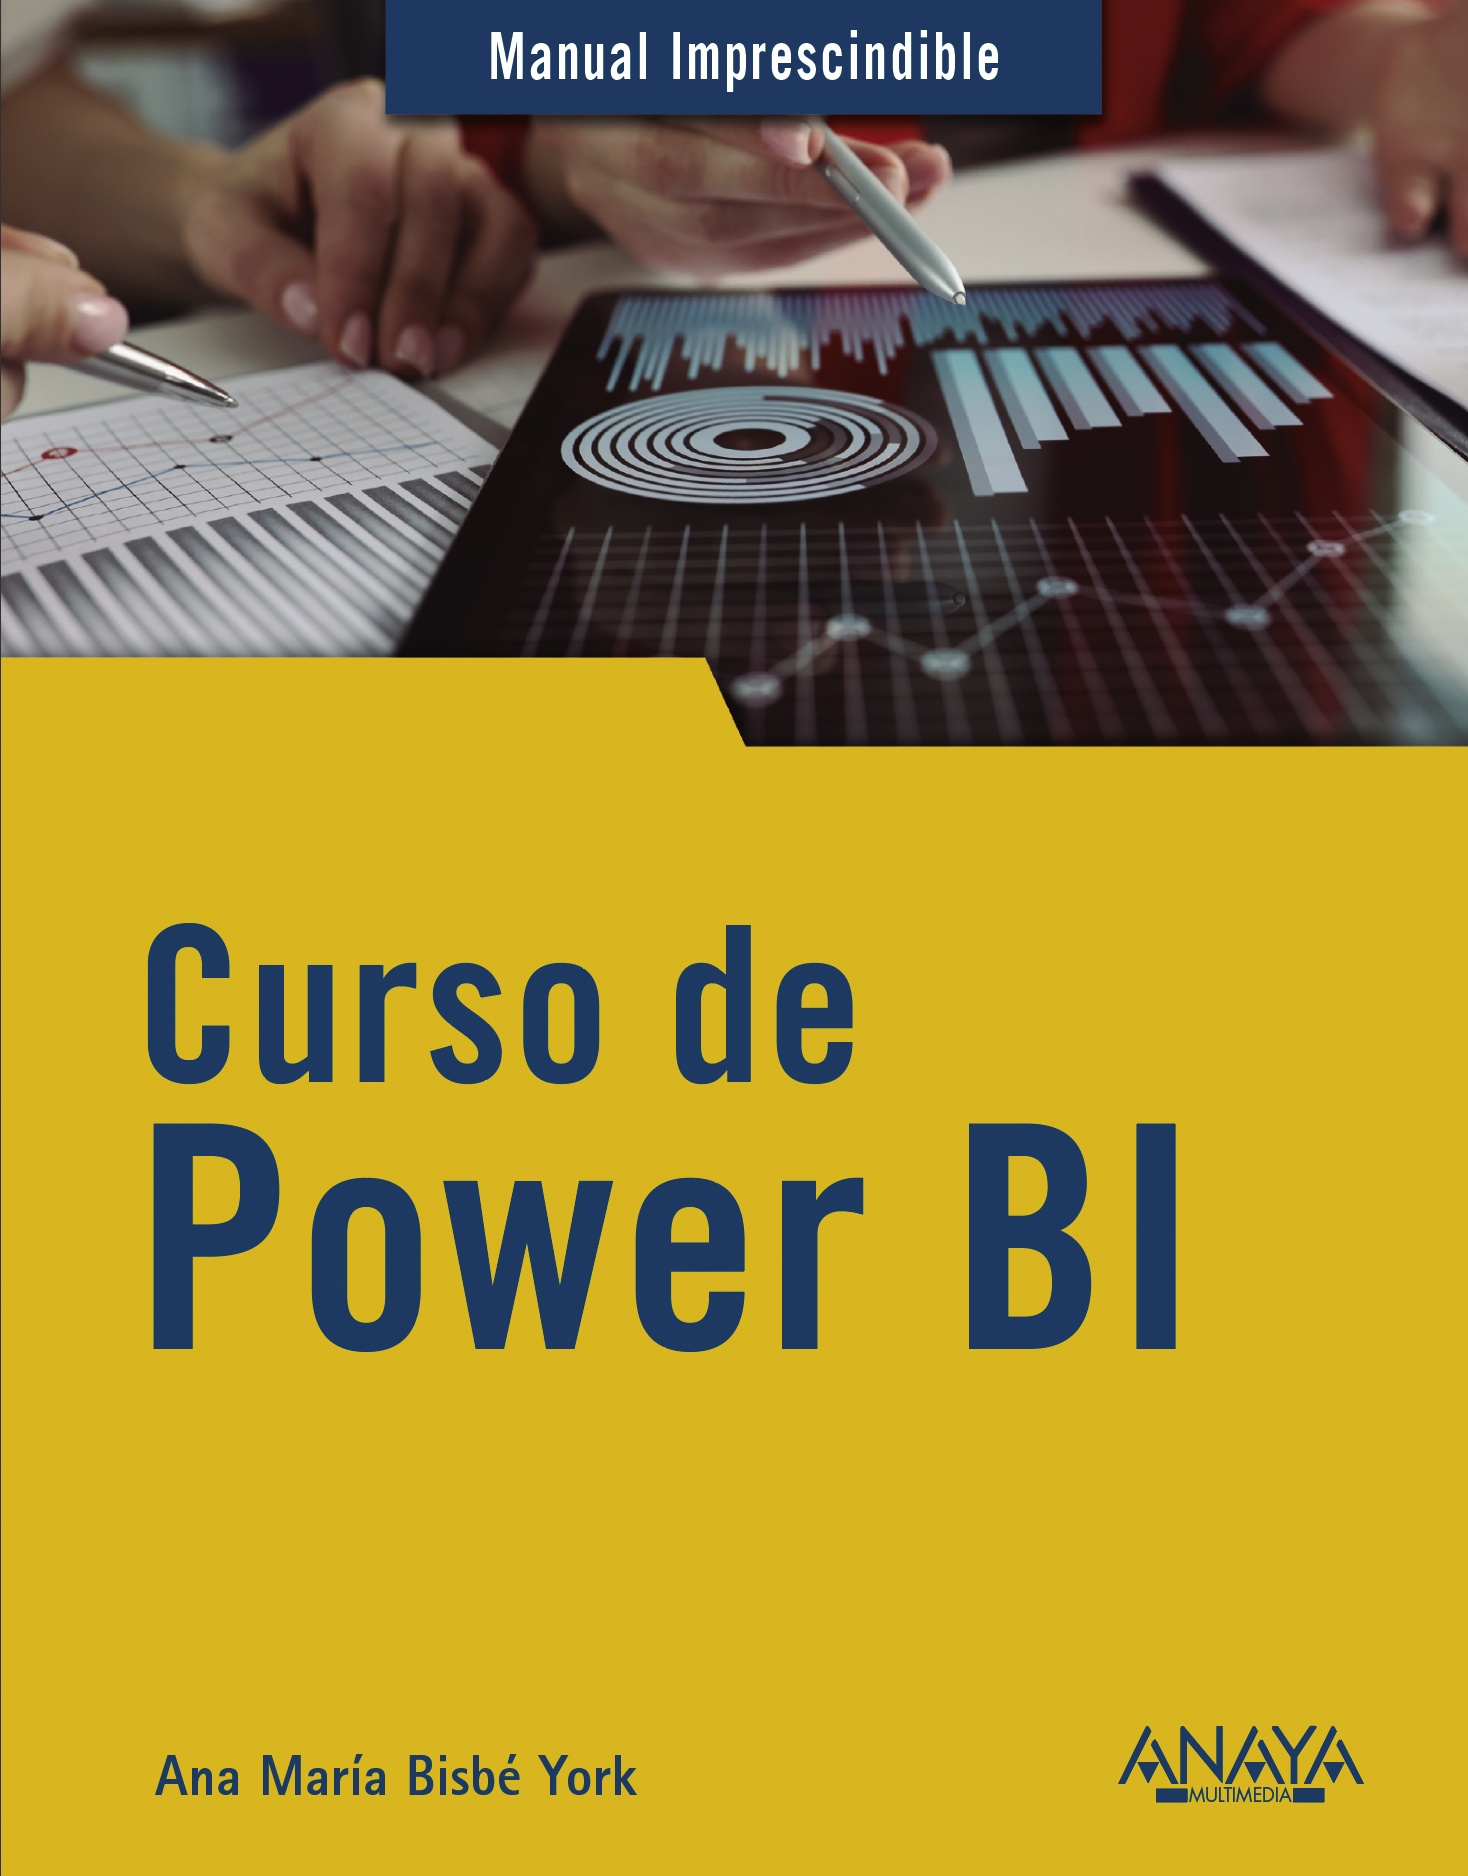 Manual Imprescindible
Curso de
Power BI
Ana María Bisbé York
ANAYA
MULTIMEDIA